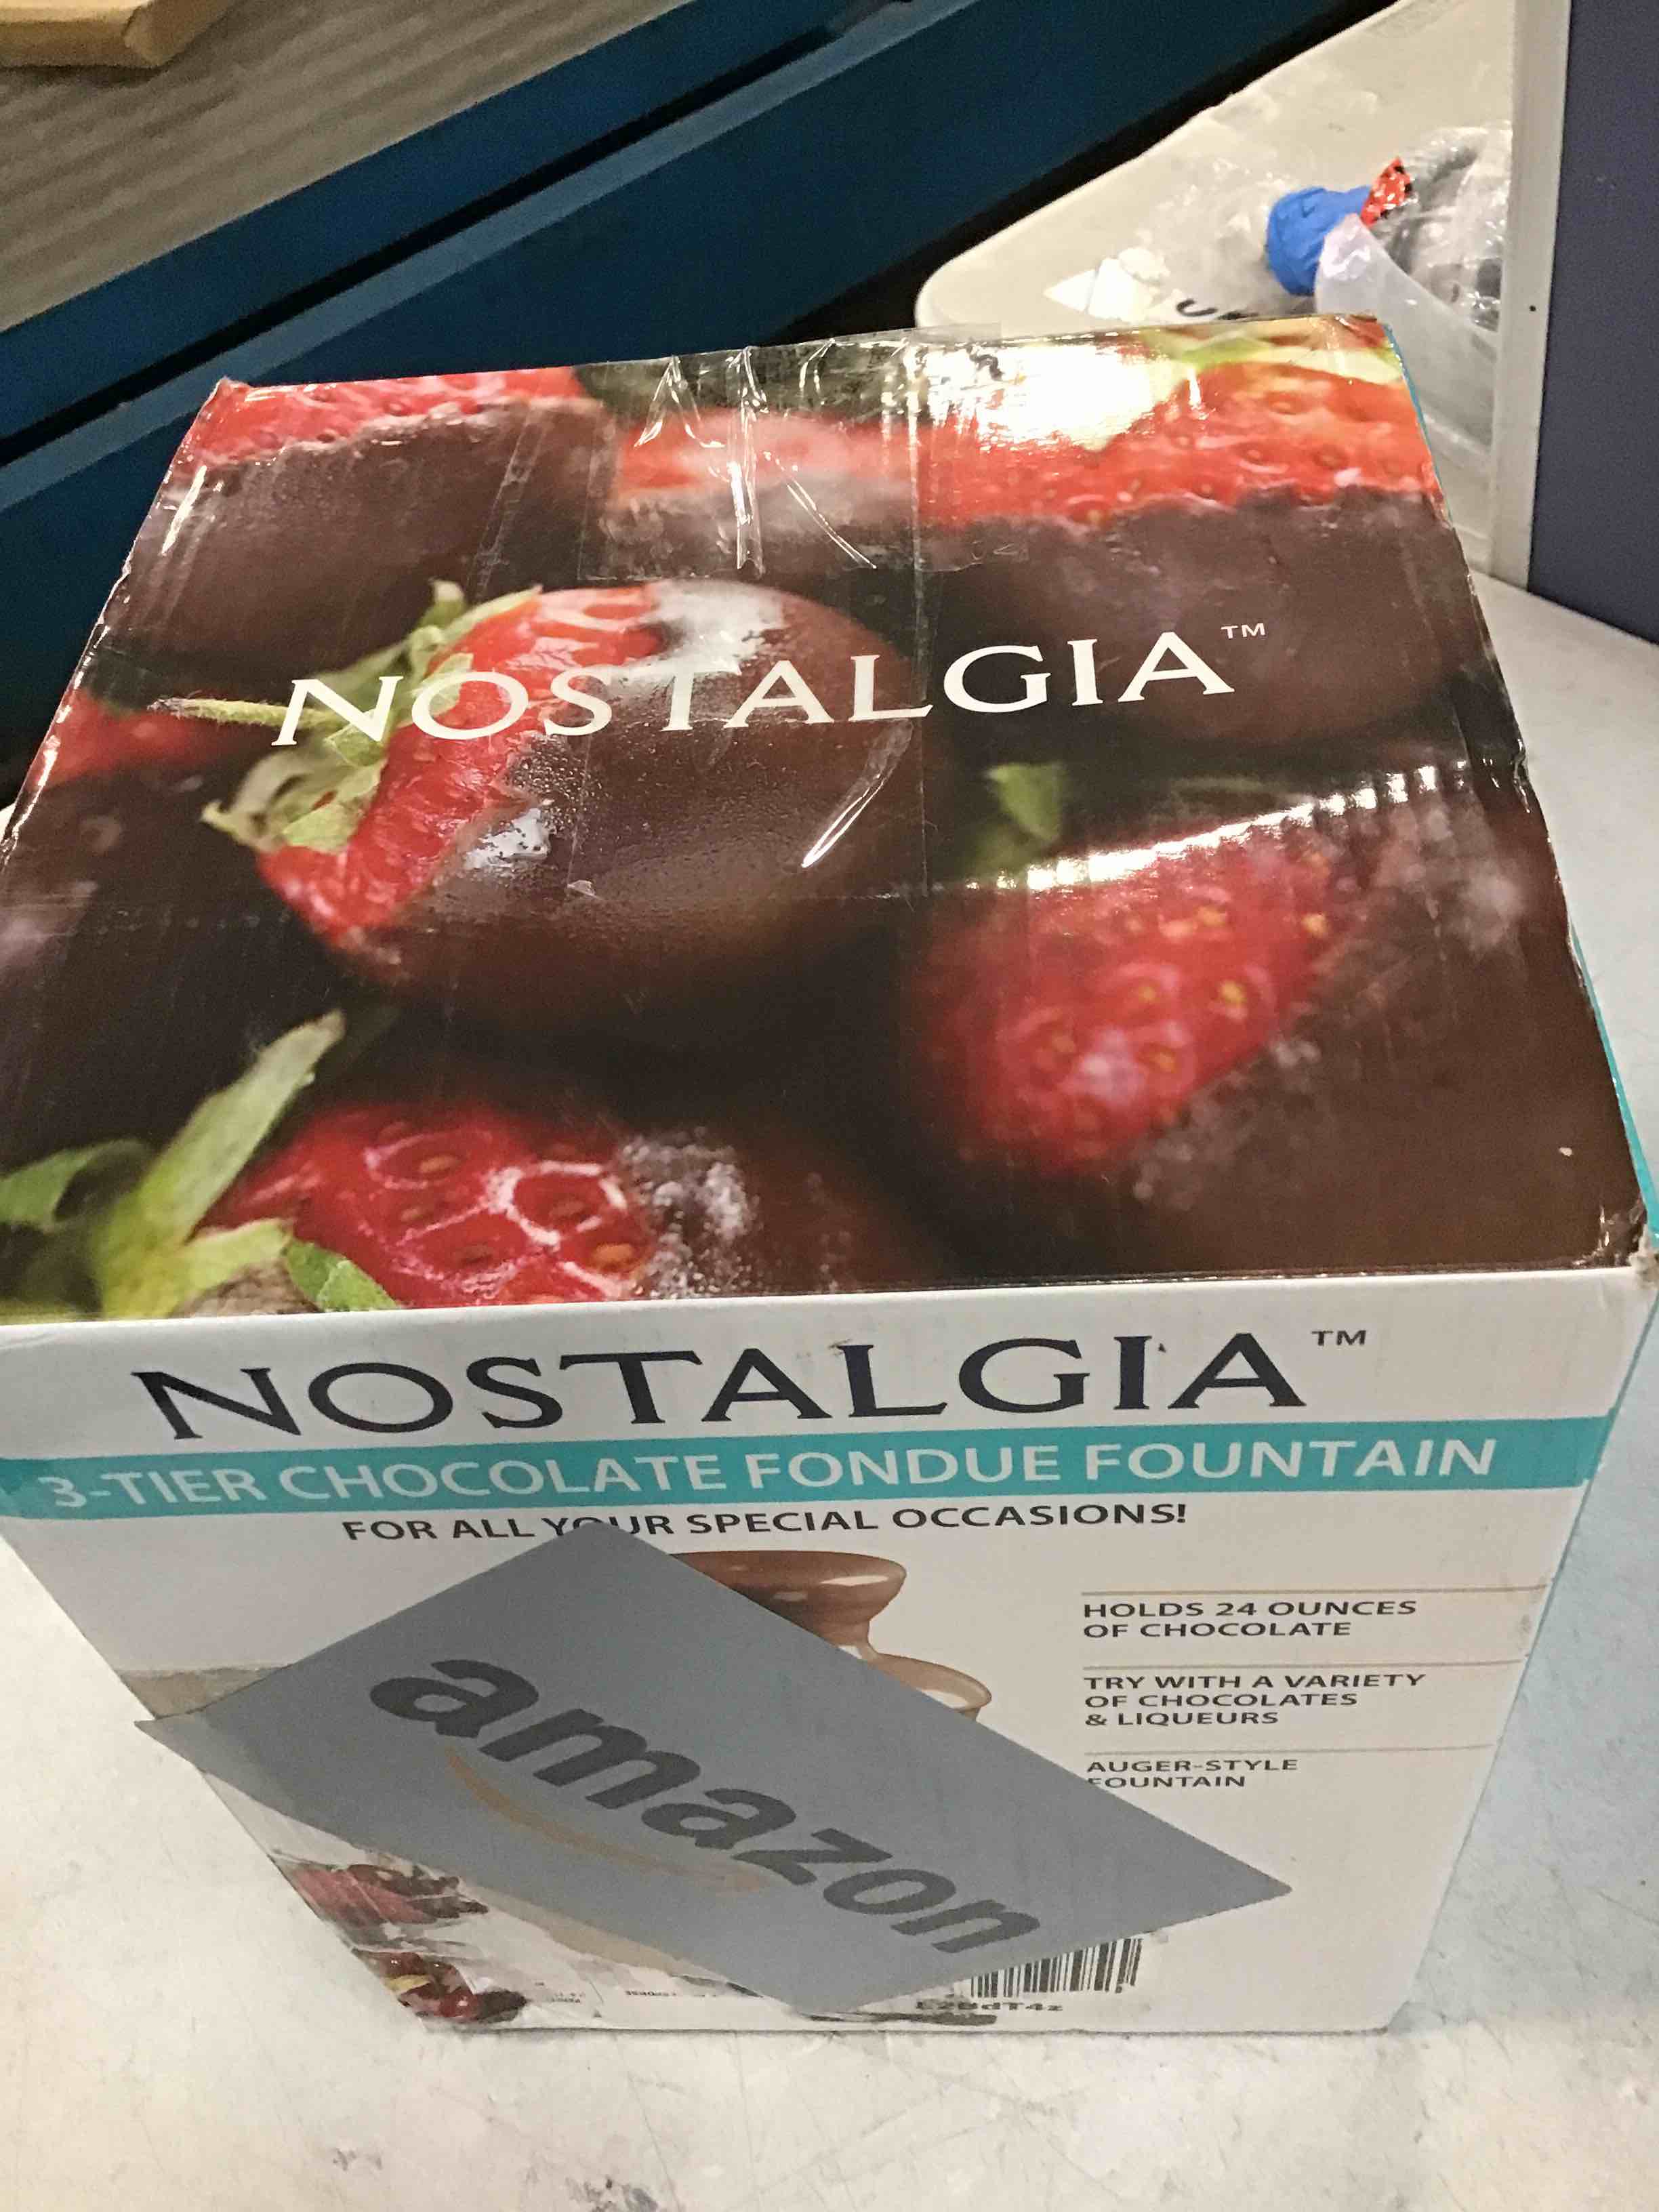 NOSTALGIA™
NOSTALGIA™
3-TIER CHOCOLATE FONDUE FOUNTAIN
FOR ALL YOUR SPECIAL OCCASIONS!
HOLDS 24 OUNCES
OF CHOCOLATE
TRY WITH A VARIETY
OF CHOCOLATES
& LIQUEURS
AUGER-STYLE
FOUNTAIN
amazon